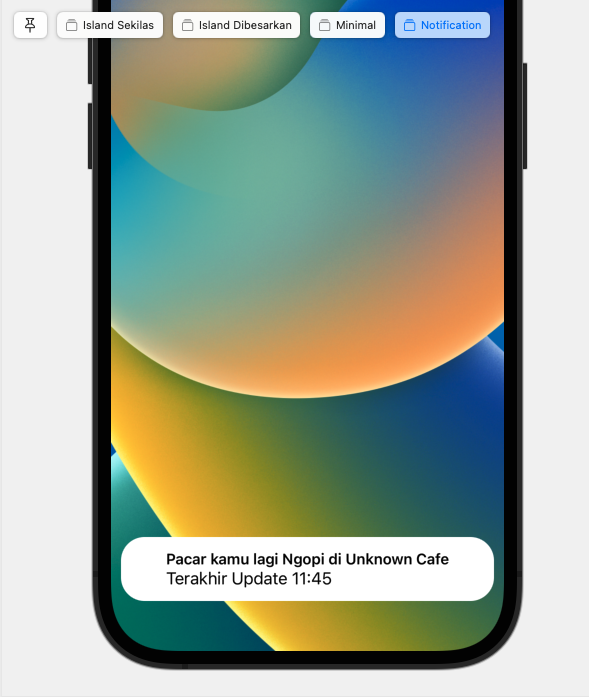 Island Sekilas
Island Dibesarkan
Minimal
Notification
Pacar kamu lagi Ngopi di Unknown Cafe
Terakhir Update 11:45